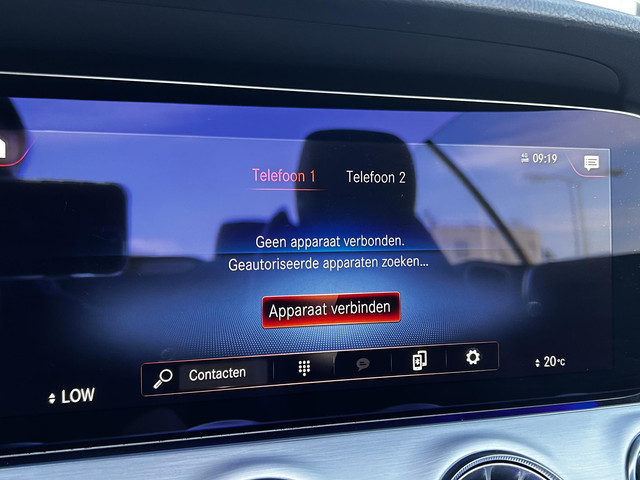 09:19
Telefoon 1 Telefoon 2
Geen apparaat verbonden.
Geautoriseerde apparaten zoeken...
Apparaat verbinden
Contacten
LOW 20°C